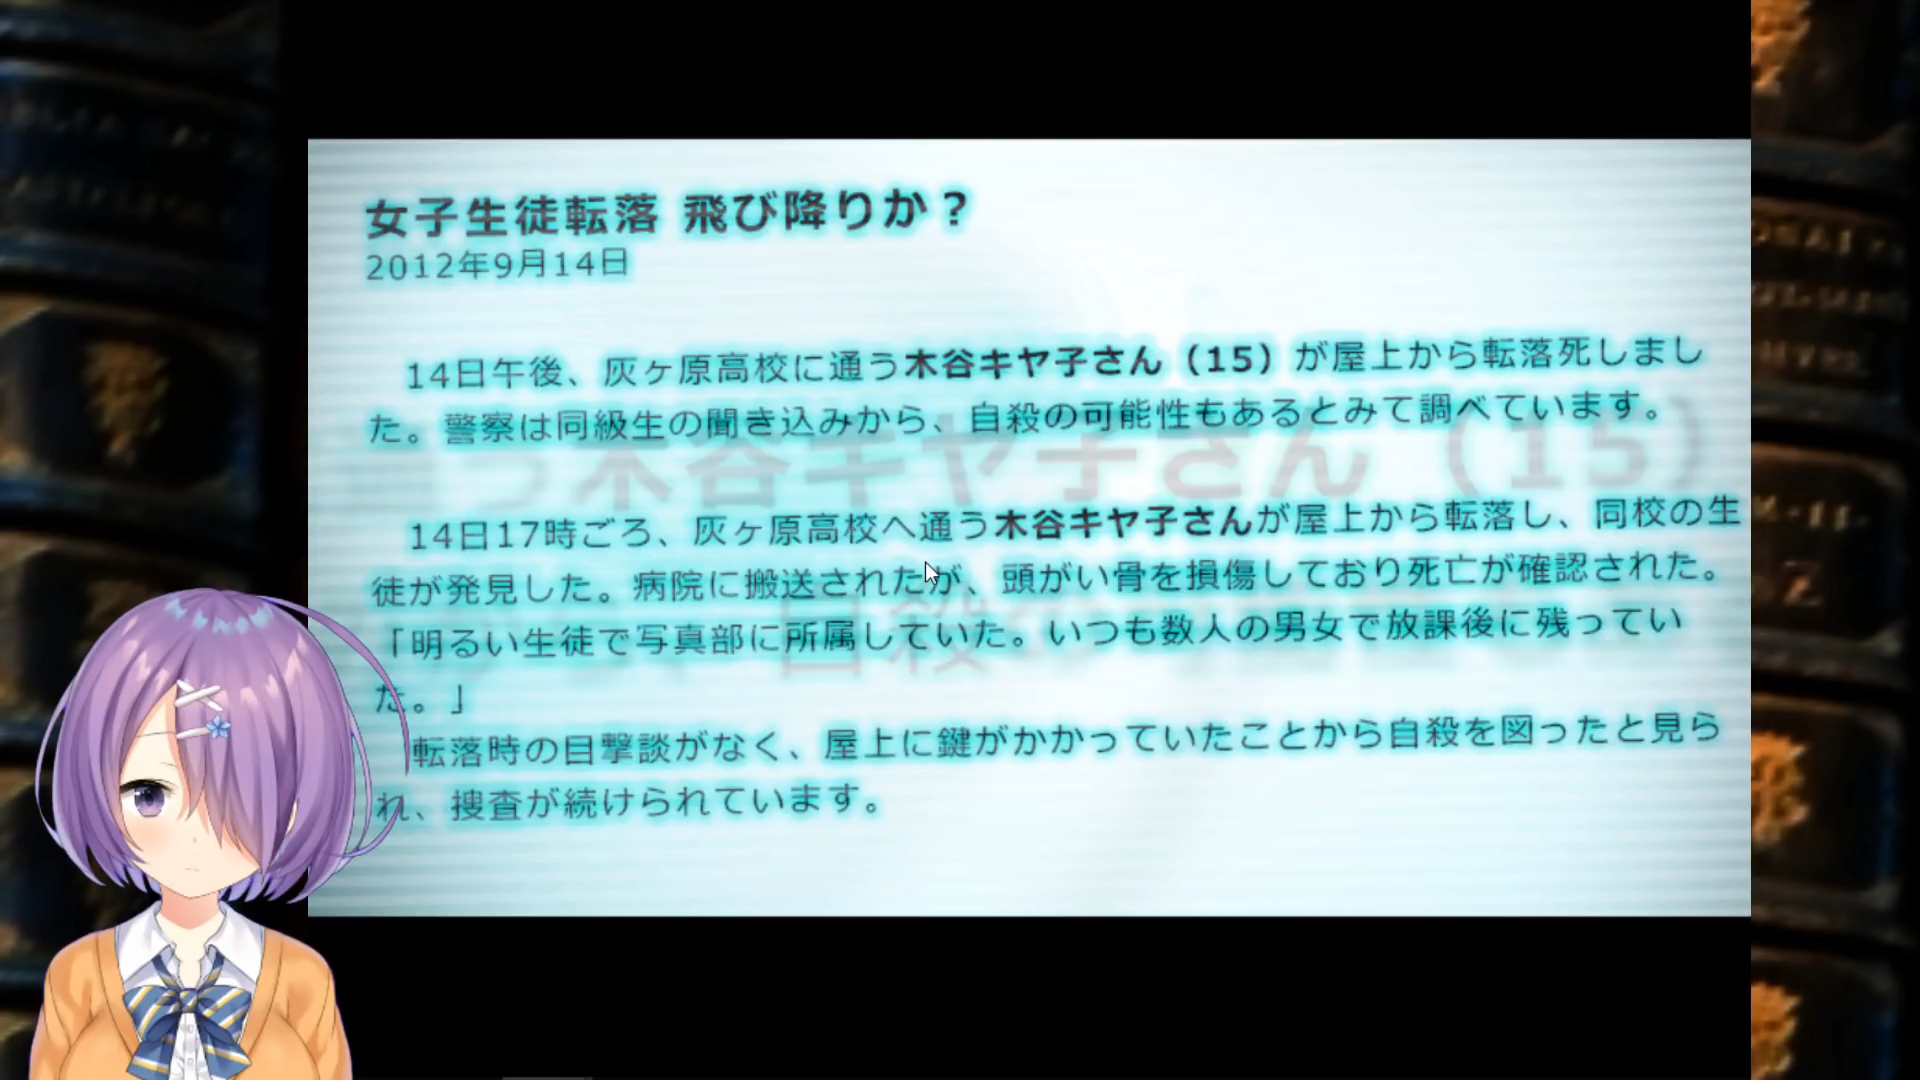 女子生徒転落 飛び降りか？
2012年9月14日
14日午後、灰ヶ原高校に通う木谷キヤ子さん（15）が屋上から転落死しまし
た。警察は同級生の聞き込みから、自殺の可能性もあるとみて調べています。
う木谷キヤ子さん（15）
14日17時ごろ、灰ヶ原高校へ通う木谷キヤ子さんが屋上から転落し、同校の生
徒が発見した。病院に搬送されたが、頭がい骨を損傷しており死亡が確認された。
自殺の
「明るい生徒で写真部に所属していた。いつも数人の男女で放課後に残ってい
た。」
転落時の目撃談がなく、屋上に鍵がかかっていたことから自殺を図ったと見ら
れ、捜査が続けられています。